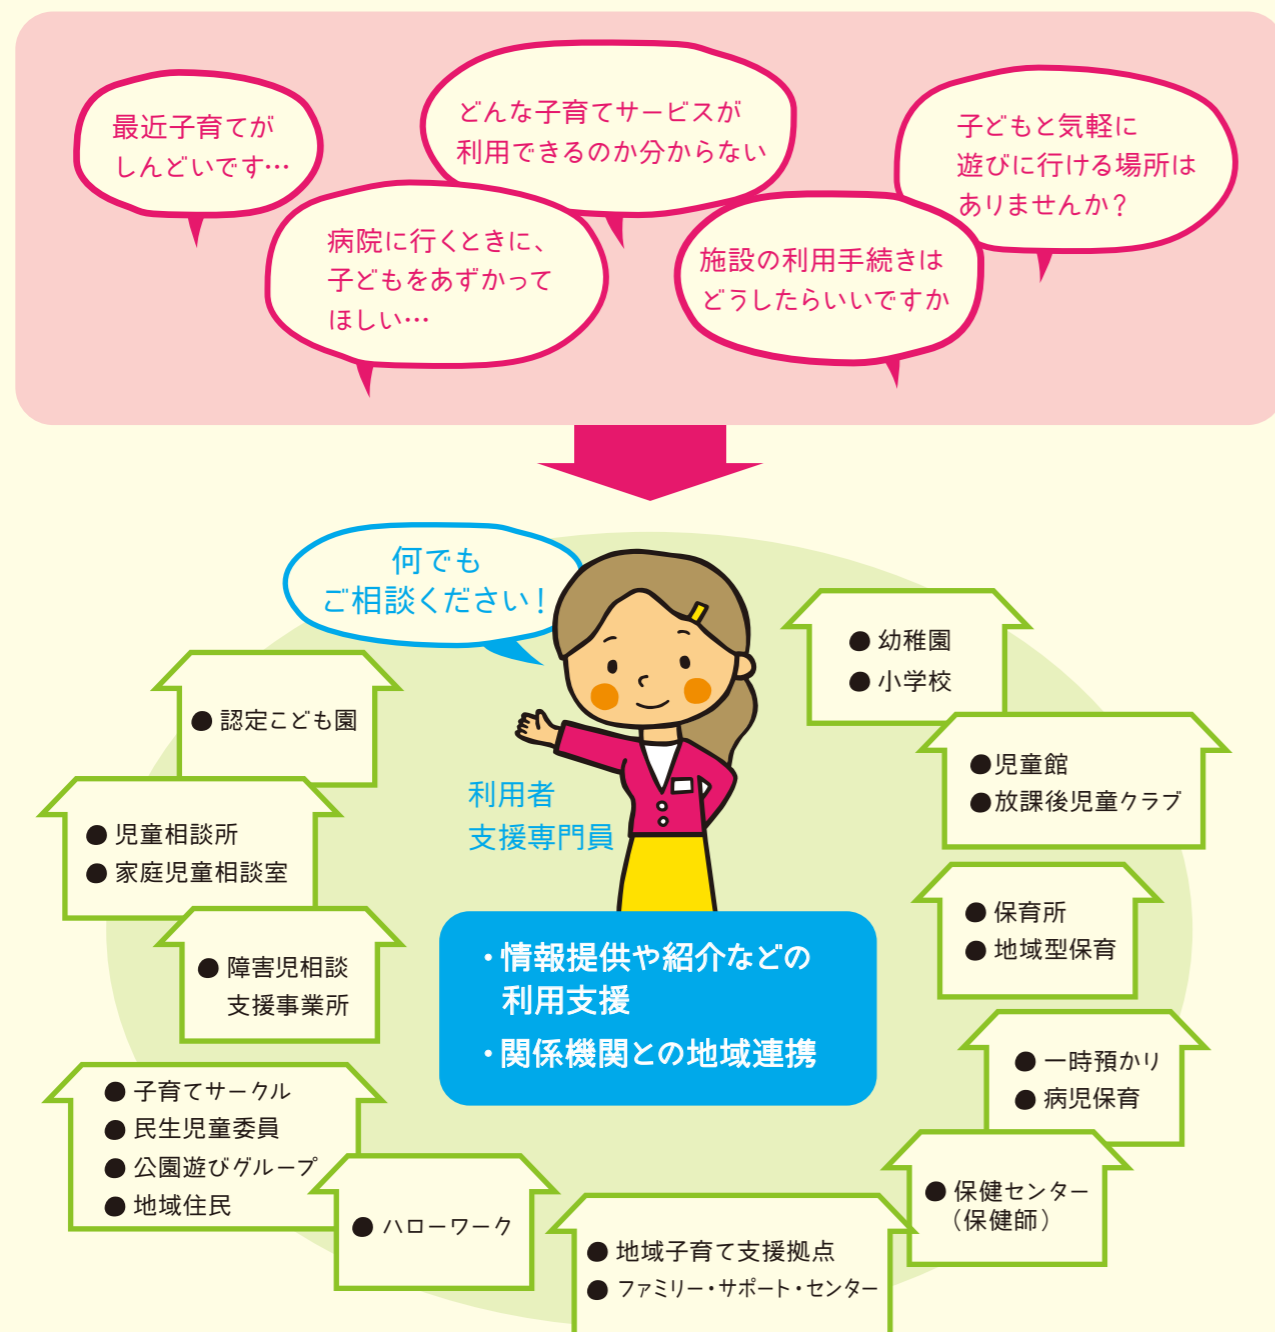 最近子育てが
しんどいです…
どんな子育てサービスが
利用できるのか分からない
子どもと気軽に
遊びに行ける場所は
ありませんか？
病院に行くときに、
子どもをあずかって
ほしい…
施設の利用手続きは
どうしたらいいですか
何でも
ご相談ください！
利用者
支援専門員
・情報提供や紹介などの
利用支援
・関係機関との地域連携
● 認定こども園
● 児童相談所
● 家庭児童相談室
● 障害児相談
支援事業所
● 子育てサークル
● 民生児童委員
● 公園遊びグループ
● 地域住民
● ハローワーク
● 地域子育て支援拠点
● ファミリー・サポート・センター
● 保健センター
（保健師）
● 一時預かり
● 病児保育
● 保育所
● 地域型保育
●児童館
●放課後児童クラブ
● 幼稚園
● 小学校